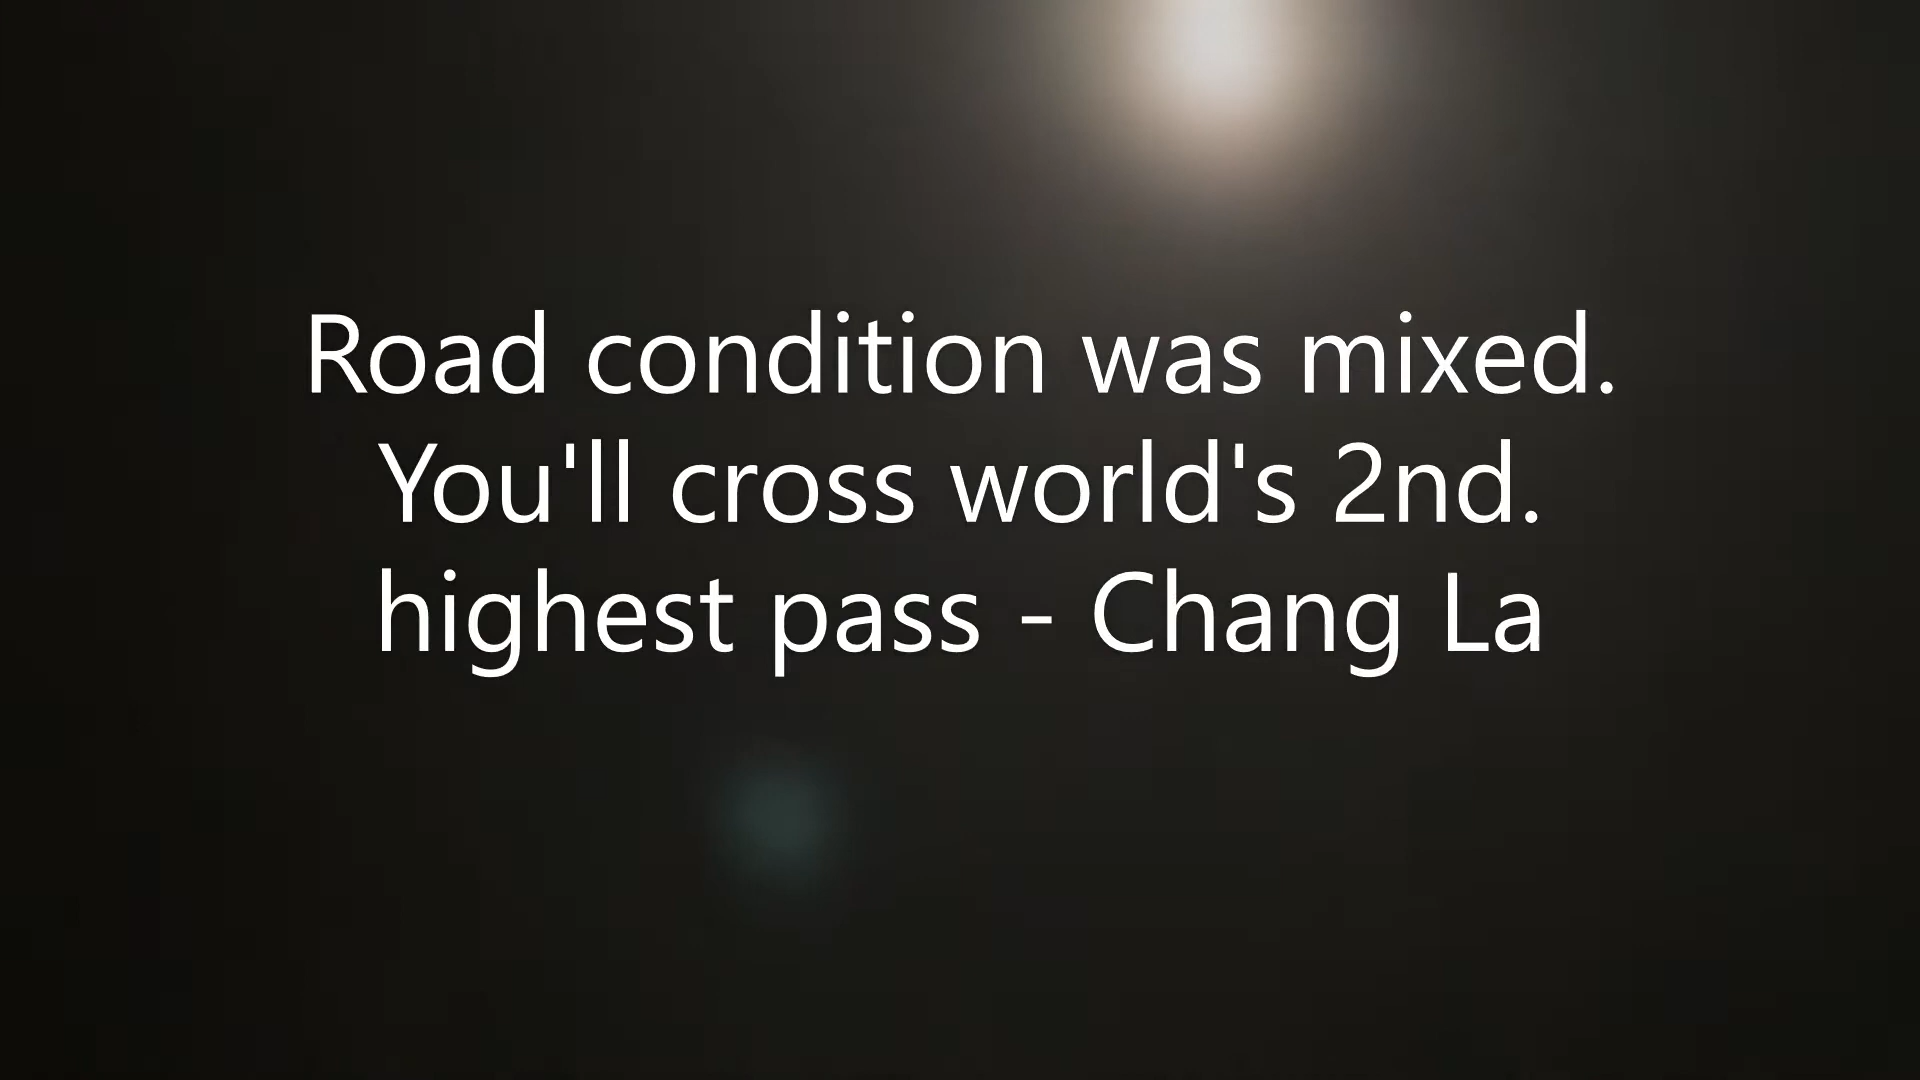 Road condition was mixed.
You'll cross world's 2nd.
highest pass - Chang La